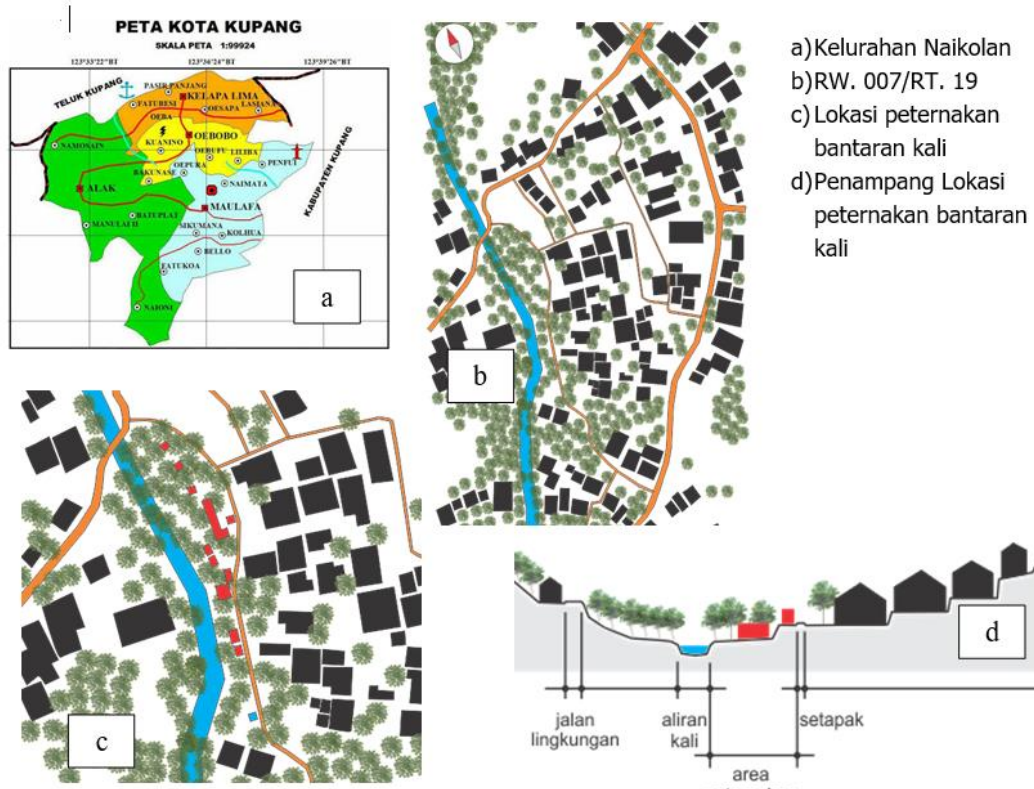 PETA KOTA KUPANG
SKALA PETA 1:99924
123°33'22" BT
123°36'24" BT
123°39'26" BT
TELUK KUPANG
PASIR PANJANG
KELAPA LIMA
FATUBESI
OESAPA
LASIANA
OEBA
OEBOBO
KUANINO
NAMOSAIN
OEBUFU
LILIBA
OEPURA
PENFUI
BAKUNASE
NAIMATA
ALAK
MAULAFA
KABUPATEN KUPANG
BATUPLAT
MANULAI II
SIKUMANA
KOLHUA
BELLO
FATUKOA
NAIONI
a
b
c
d
a)Kelurahan Naikolan
b)RW. 007/RT. 19
c) Lokasi peternakan
bantaran kali
d)Penampang Lokasi
peternakan bantaran
kali
jalan
lingkungan
aliran
kali
setapak
area